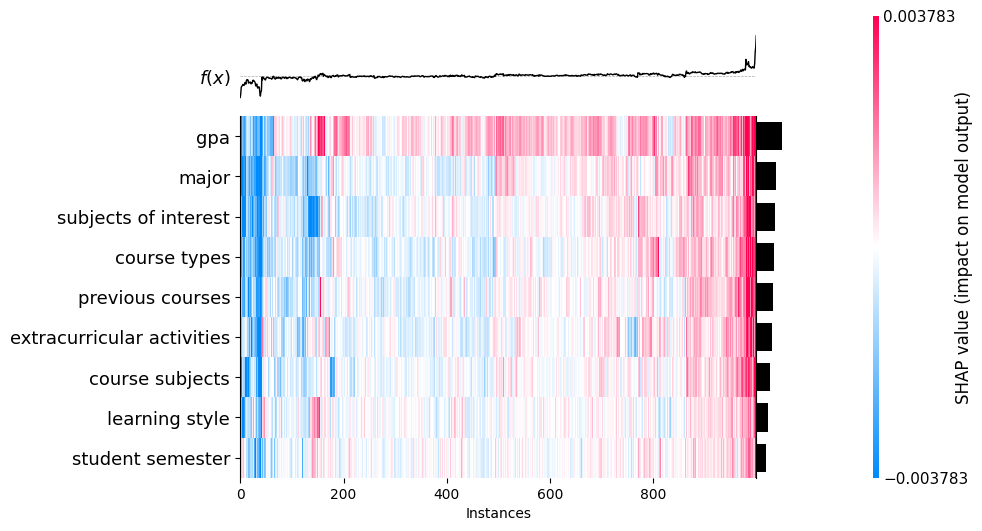 0.003783
f(x)
gpa
major
subjects of interest
course types
previous courses
extracurricular activities
course subjects
learning style
student semester
0 200 400 600 800
Instances
−0.003783
SHAP value (impact on model output)